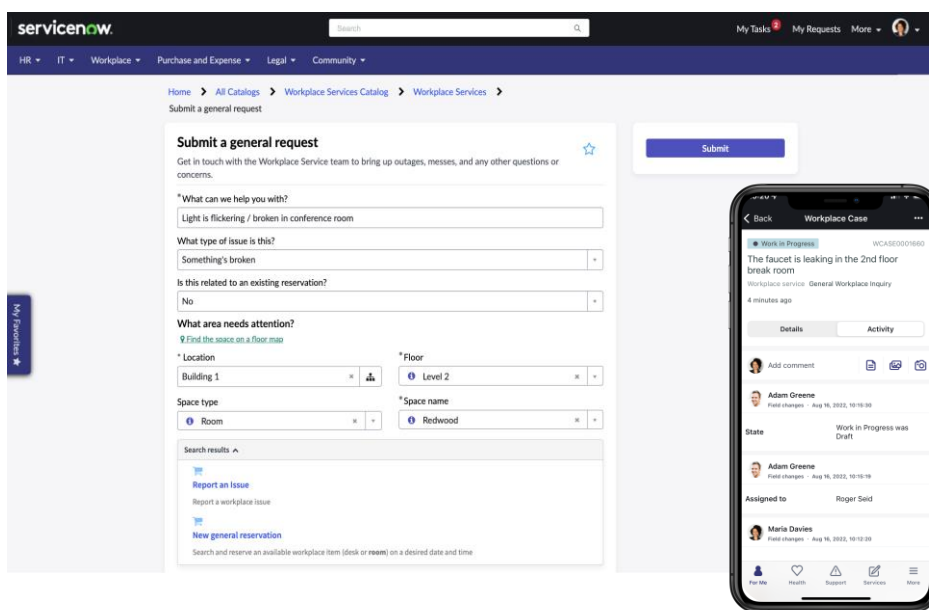 servicenow.
Search
My Tasks 2 My Requests More
HR IT Workplace Purchase and Expense Legal Community
Home > All Catalogs > Workplace Services Catalog > Workplace Services >
Submit a general request
Submit a general request
Get in touch with the Workplace Service team to bring up outages, messes, and any other questions or
concerns.
*What can we help you with?
Light is flickering / broken in conference room
What type of issue is this?
Something's broken
Is this related to an existing reservation?
No
What area needs attention?
Find the space on a floor map
* Location
*Floor
Building 1
Level 2
Space type
*Space name
Room
Redwood
Search results
Report an Issue
Report a workplace issue
New general reservation
Search and reserve an available workplace item (desk or room) on a desired date and time
Submit
My Favorites
Back Workplace Case
Work in Progress WCASE0001660
The faucet is leaking in the 2nd floor
break room
Workplace service General Workplace Inquiry
4 minutes ago
Details Activity
Add comment
Adam Greene
Field changes • Aug 16, 2022, 10:15:30
State Work in Progress was
Draft
Adam Greene
Field changes • Aug 16, 2022, 10:15:19
Assigned to Roger Seid
Maria Davies
Field changes • Aug 16, 2022, 10:12:30
For Me Health Support Services More